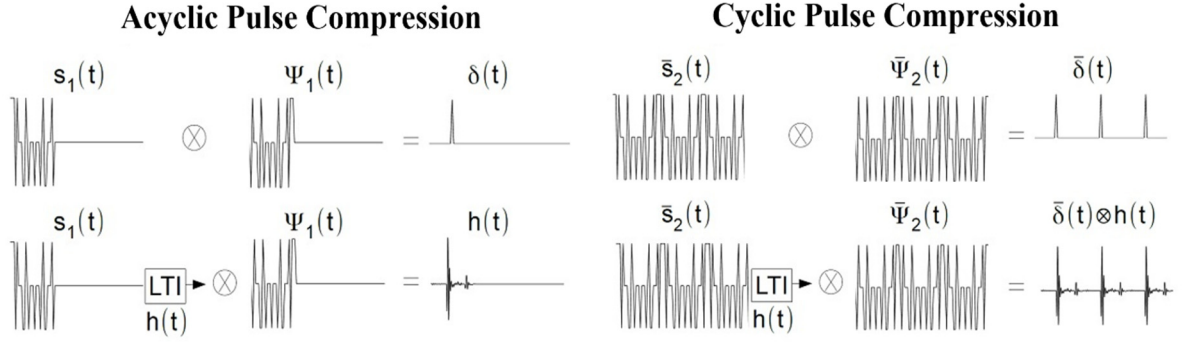 Acyclic Pulse Compression
s₁(t) Ψ₁(t) δ(t)
⊗ =
s₁(t) Ψ₁(t) h(t)
LTI ⊗ =
h(t)
Cyclic Pulse Compression
s̄₂(t) Ψ̄₂(t) δ̄(t)
⊗ =
s̄₂(t) Ψ̄₂(t) δ̄(t)⊗h(t)
LTI ⊗ =
h(t)